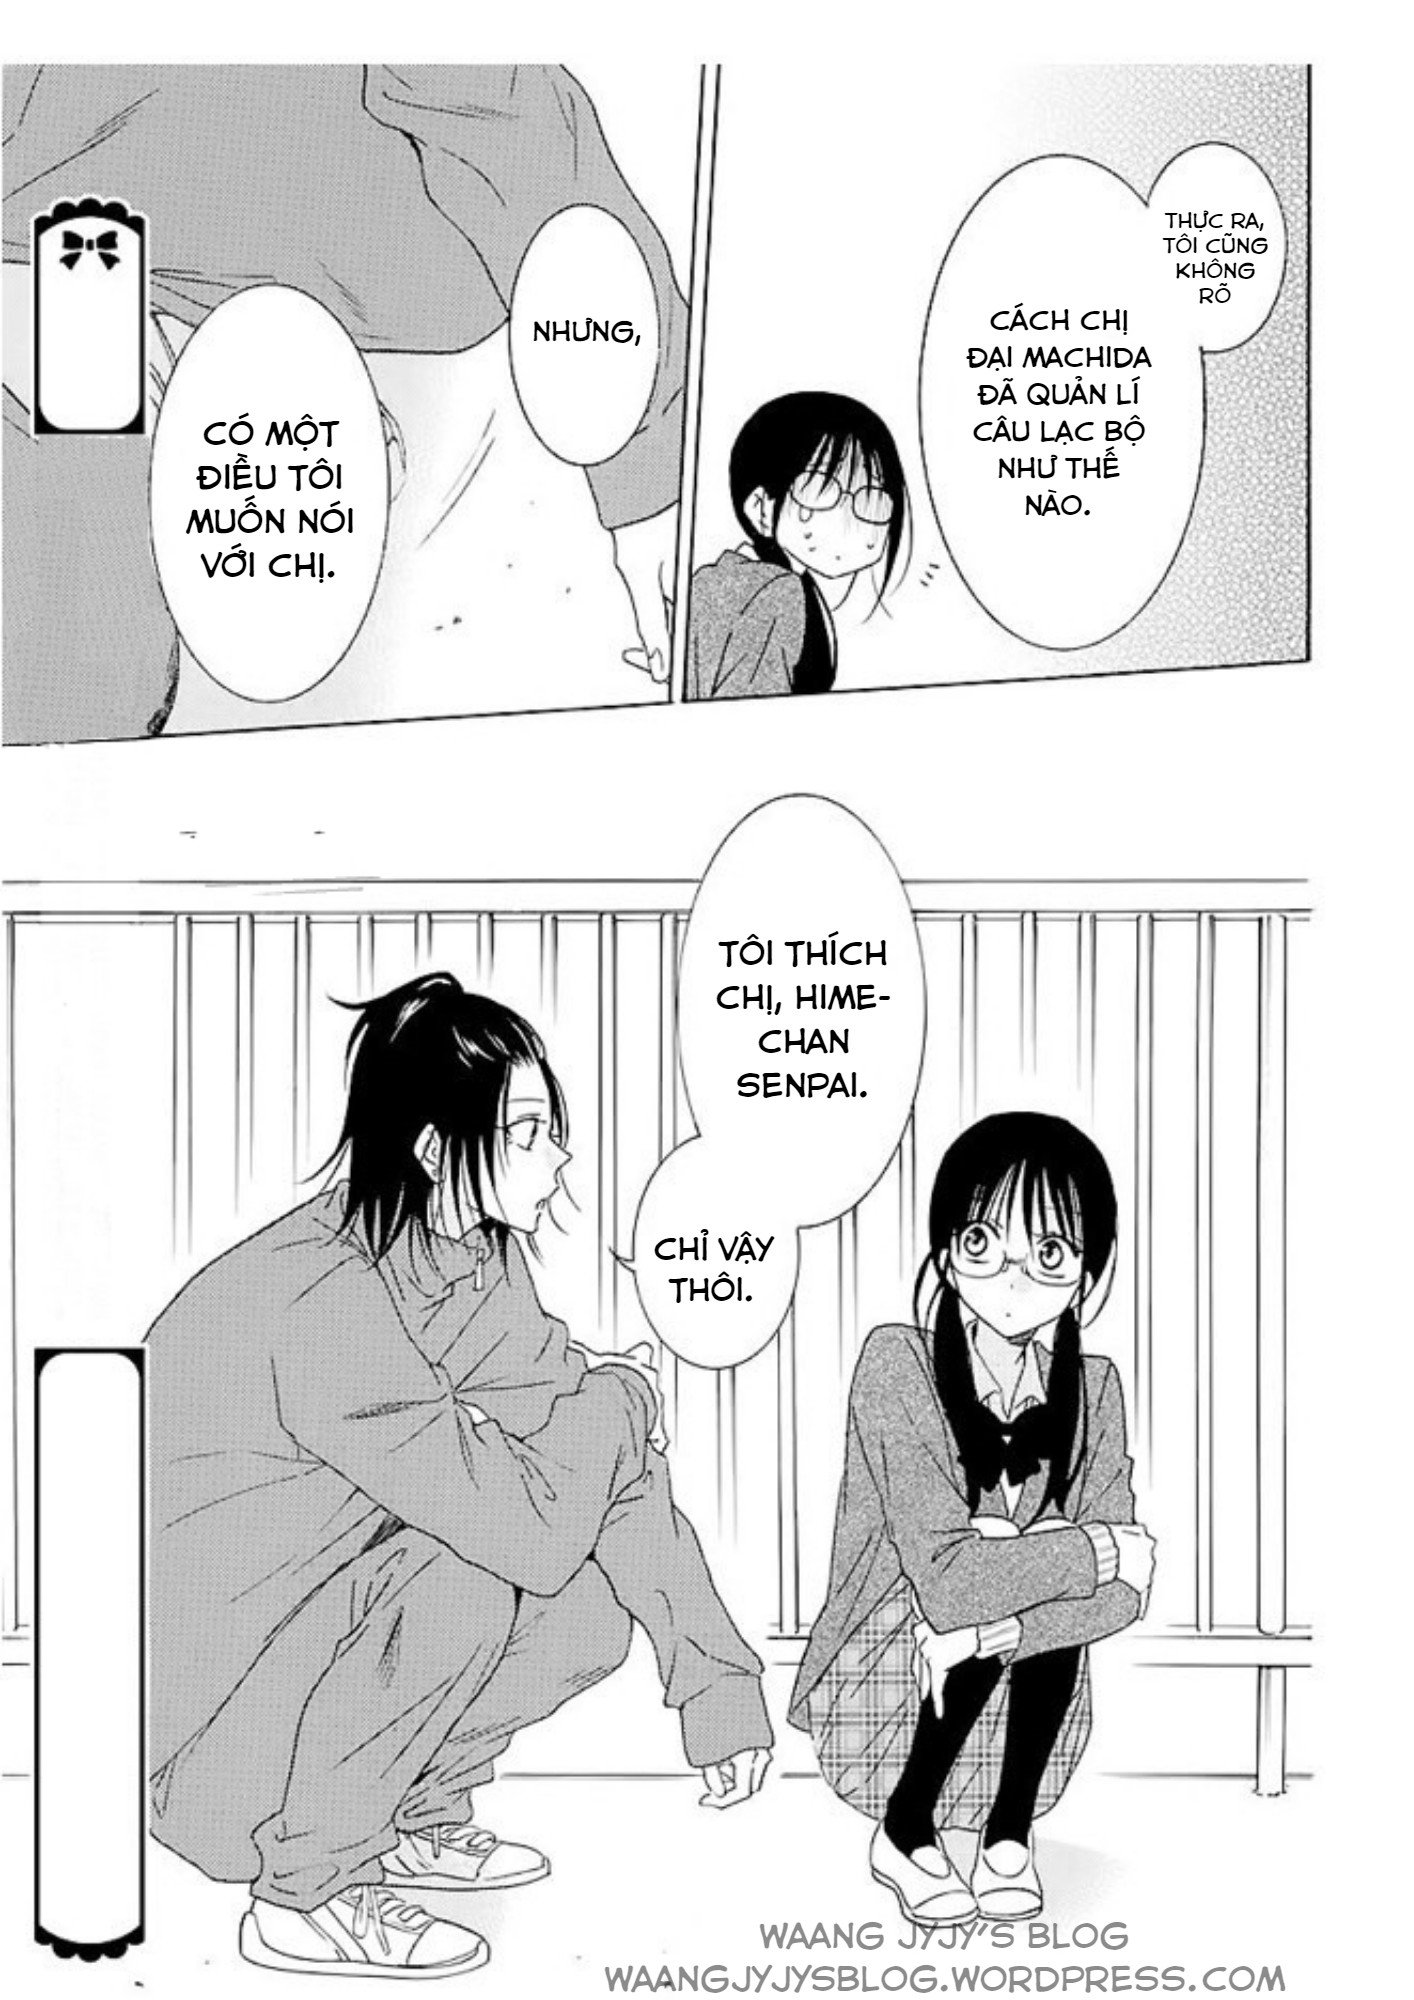 THỰC RA,
TÔI CŨNG
KHÔNG
RÕ
CÁCH CHỊ
ĐẠI MACHIDA
ĐÃ QUẢN LÍ
CÂU LẠC BỘ
NHƯ THẾ
NÀO.
NHƯNG,
CÓ MỘT
ĐIỀU TÔI
MUỐN NÓI
VỚI CHỊ.
TÔI THÍCH
CHỊ, HIME-
CHAN
SENPAI.
CHỈ VẬY
THÔI.
WAANG JYJY'S BLOG
WAANGJYJYSBLOG.WORDPRESS.COM